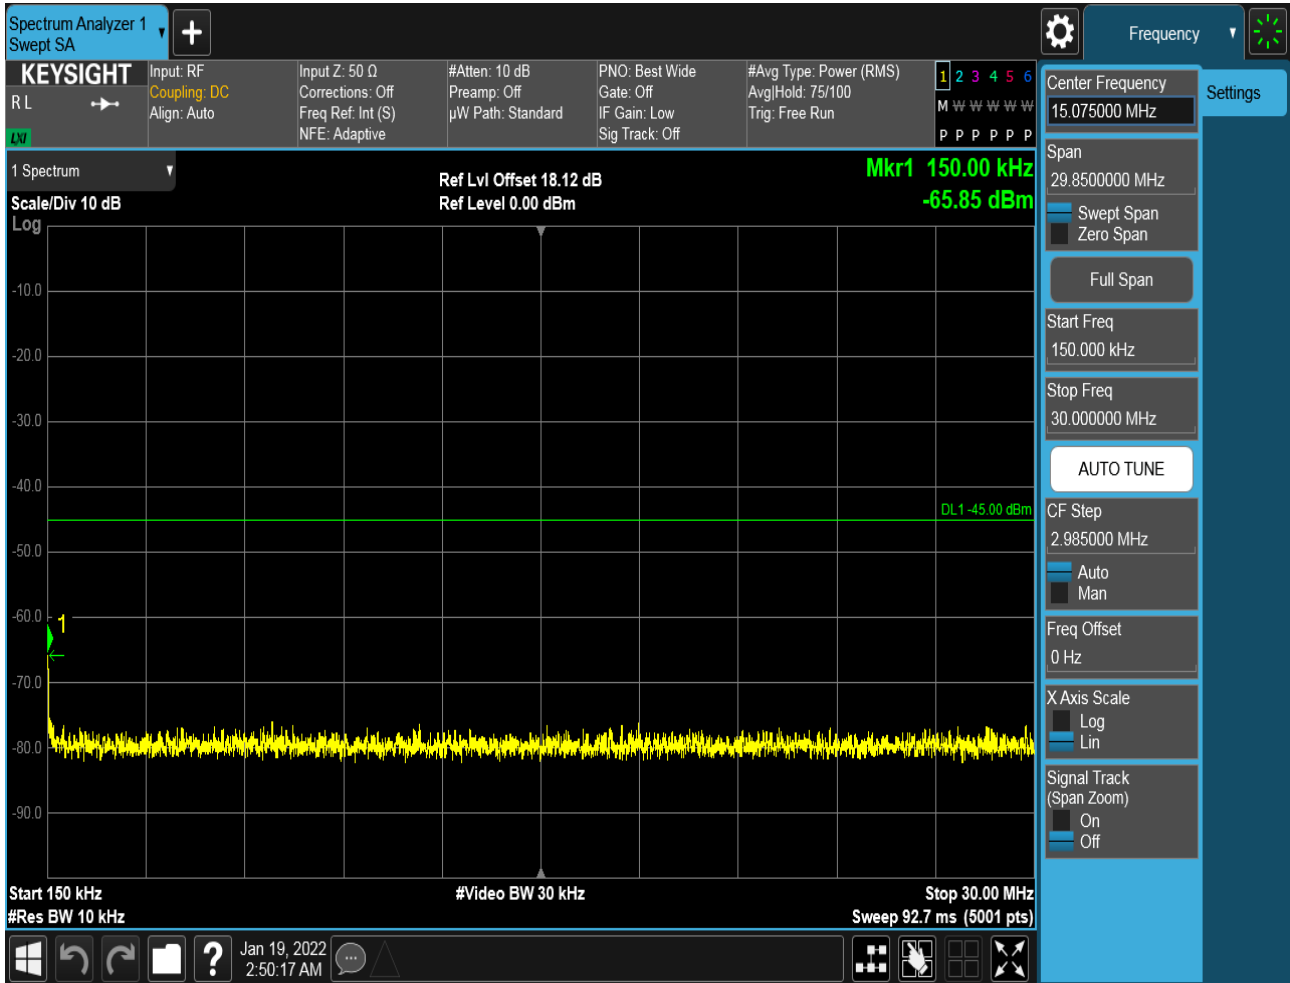 Spectrum Analyzer 1
Swept SA
Frequency
KEYSIGHT
R L
LXI
Input: RF
Coupling: DC
Align: Auto
Input Z: 50 Ω
Corrections: Off
Freq Ref: Int (S)
NFE: Adaptive
#Atten: 10 dB
Preamp: Off
µW Path: Standard
PNO: Best Wide
Gate: Off
IF Gain: Low
Sig Track: Off
#Avg Type: Power (RMS)
Avg|Hold: 75/100
Trig: Free Run
1 2 3 4 5 6
M W W W W W
P P P P P P
1 Spectrum
Scale/Div 10 dB
Log
Ref Lvl Offset 18.12 dB
Ref Level 0.00 dBm
Mkr1 150.00 kHz
-65.85 dBm
-10.0
-20.0
-30.0
-40.0
DL1 -45.00 dBm
-50.0
-60.0
1
-70.0
-80.0
-90.0
Start 150 kHz
#Video BW 30 kHz
Stop 30.00 MHz
#Res BW 10 kHz
Sweep 92.7 ms (5001 pts)
Center Frequency
15.075000 MHz
Settings
Span
29.8500000 MHz
Swept Span
Zero Span
Full Span
Start Freq
150.000 kHz
Stop Freq
30.000000 MHz
AUTO TUNE
CF Step
2.985000 MHz
Auto
Man
Freq Offset
0 Hz
X Axis Scale
Log
Lin
Signal Track
(Span Zoom)
On
Off
?
Jan 19, 2022
2:50:17 AM